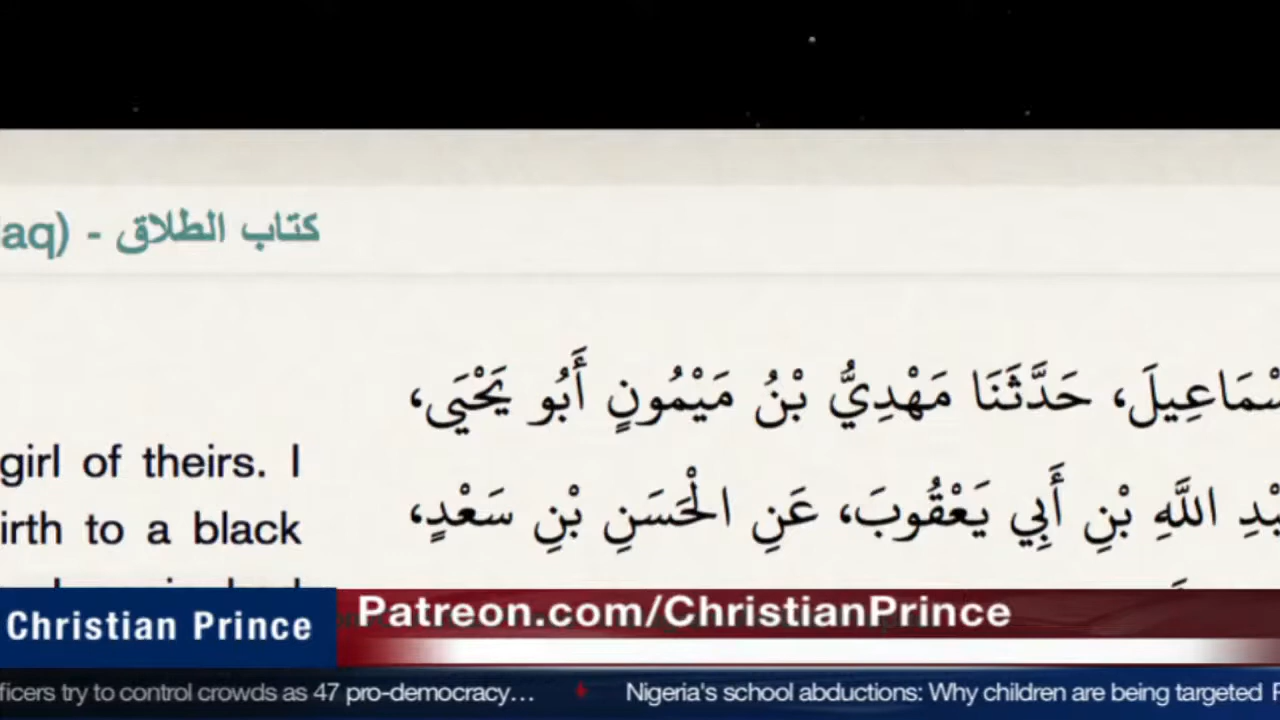 aq) - كتاب الطلاق
سْمَاعِيلَ، حَدَّثَنَا مَهْدِيُّ بْنُ مَيْمُونٍ أَبُو يَحْيَى،
girl of theirs. I
بْدِ اللَّهِ بْنِ أَبِي يَعْقُوبَ، عَنِ الْحَسَنِ بْنِ سَعْدٍ،
irth to a black
Christian Prince
Patreon.com/ChristianPrince
ficers try to control crowds as 47 pro-democracy… Nigeria's school abductions: Why children are being targeted